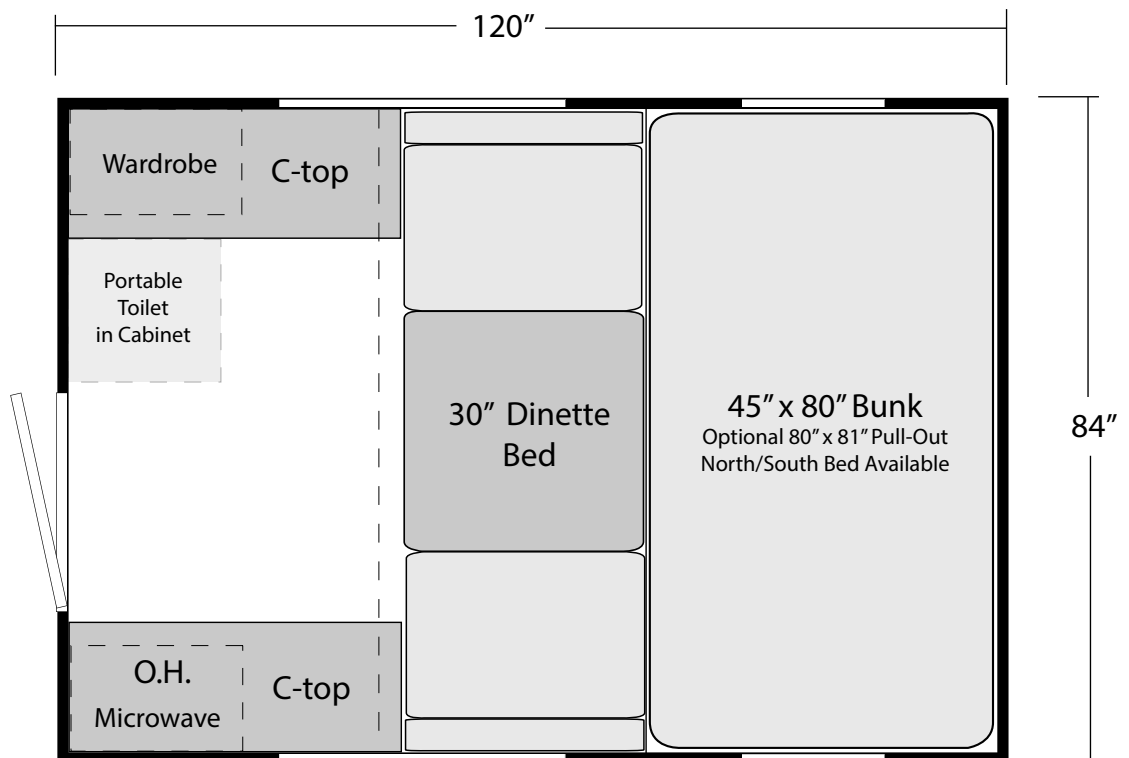 120”
Wardrobe
C-top
Portable
Toilet
in Cabinet
30” Dinette
Bed
45” x 80” Bunk
Optional 80” x 81” Pull-Out
North/South Bed Available
84”
O.H.
Microwave
C-top